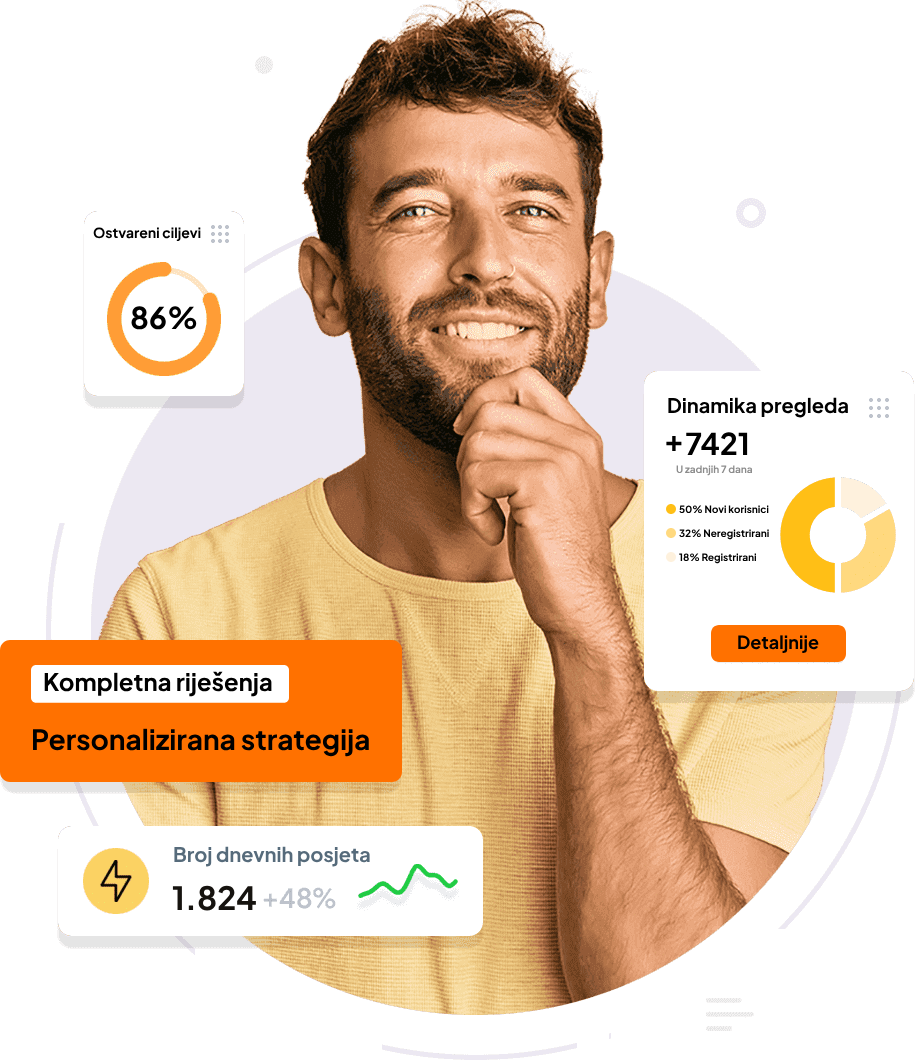 Ostvareni ciljevi
86%
Dinamika pregleda
+7421
U zadnjih 7 dana
50% Novi korisnici
32% Neregistrirani
18% Registrirani
Detaljnije
Kompletna riješenja
Personalizirana strategija
Broj dnevnih posjeta
1.824 +48%